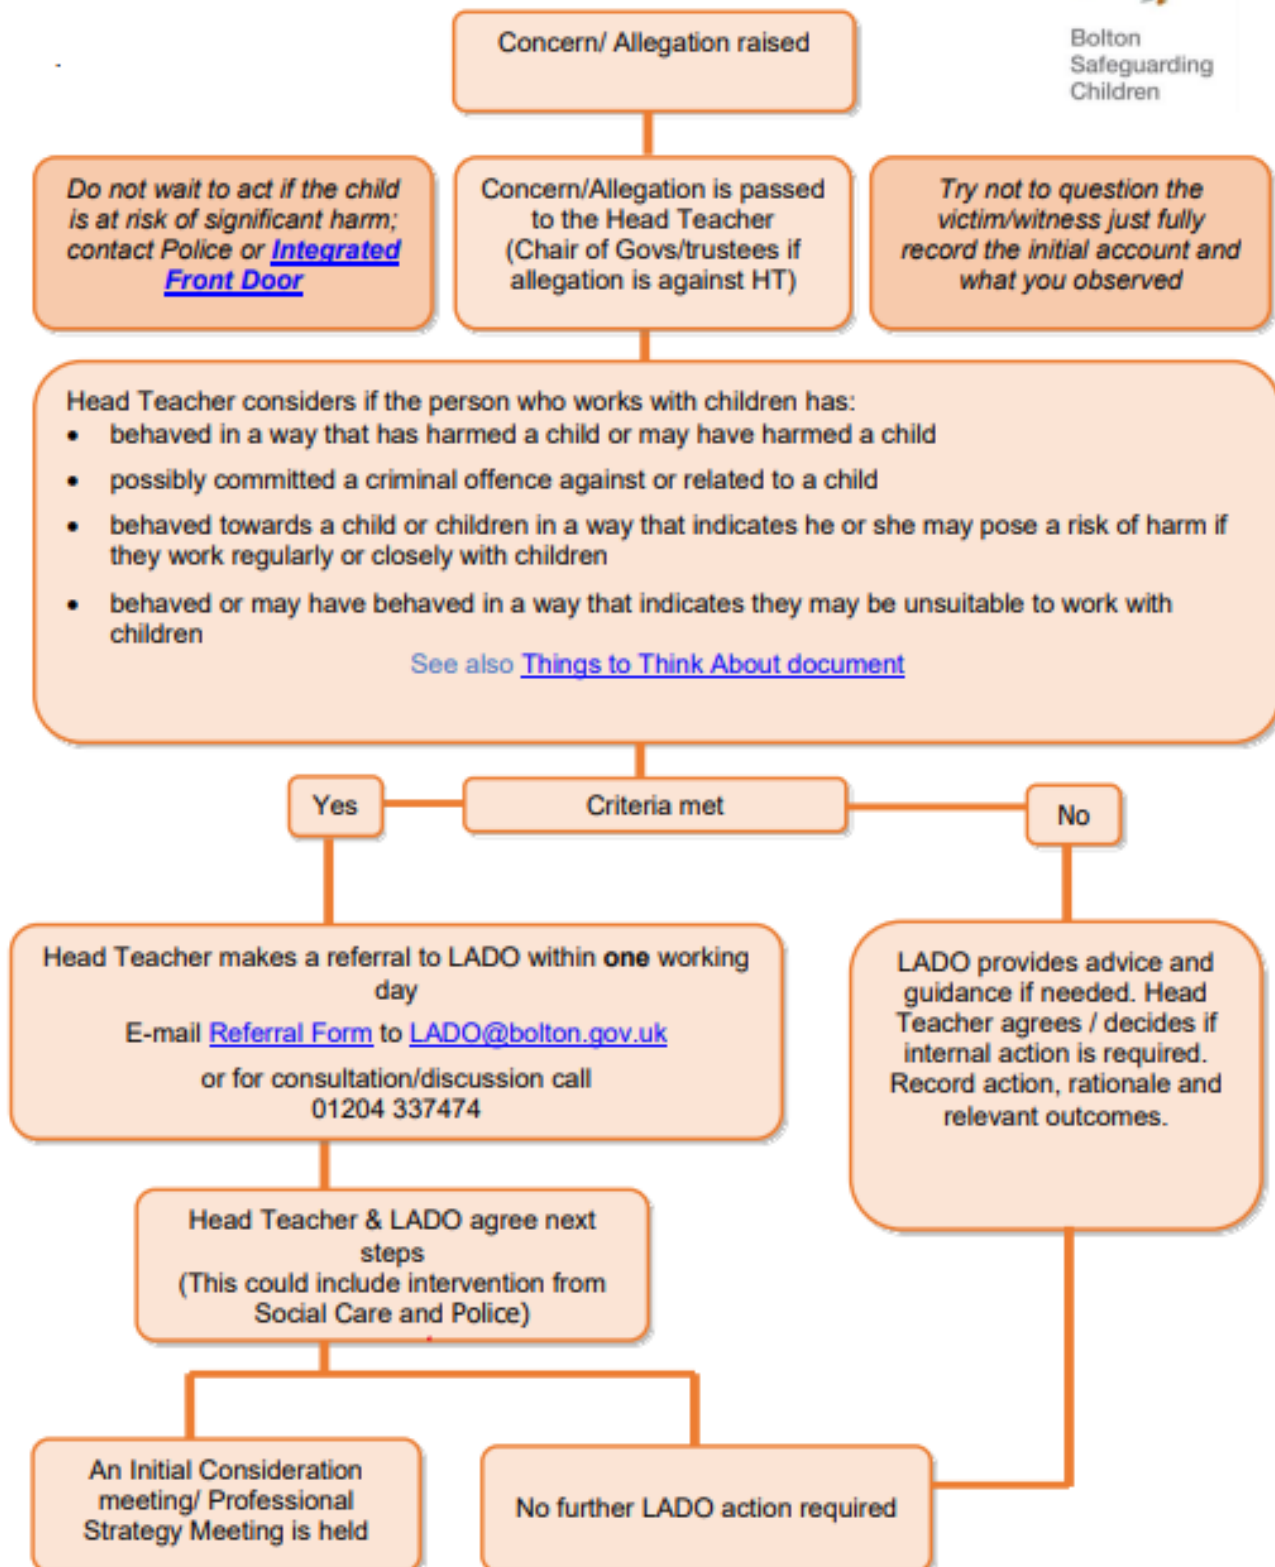 Concern/ Allegation raised
Bolton
Safeguarding
Children
Do not wait to act if the child
is at risk of significant harm;
contact Police or Integrated
Front Door
Concern/Allegation is passed
to the Head Teacher
(Chair of Govs/trustees if
allegation is against HT)
Try not to question the
victim/witness just fully
record the initial account and
what you observed
Head Teacher considers if the person who works with children has:
• behaved in a way that has harmed a child or may have harmed a child
• possibly committed a criminal offence against or related to a child
• behaved towards a child or children in a way that indicates he or she may pose a risk of harm if
they work regularly or closely with children
• behaved or may have behaved in a way that indicates they may be unsuitable to work with
children
See also Things to Think About document
Yes
Criteria met
No
Head Teacher makes a referral to LADO within one working
day
E-mail Referral Form to LADO@bolton.gov.uk
or for consultation/discussion call
01204 337474
LADO provides advice and
guidance if needed. Head
Teacher agrees / decides if
internal action is required.
Record action, rationale and
relevant outcomes.
Head Teacher & LADO agree next
steps
(This could include intervention from
Social Care and Police)
An Initial Consideration
meeting/ Professional
Strategy Meeting is held
No further LADO action required